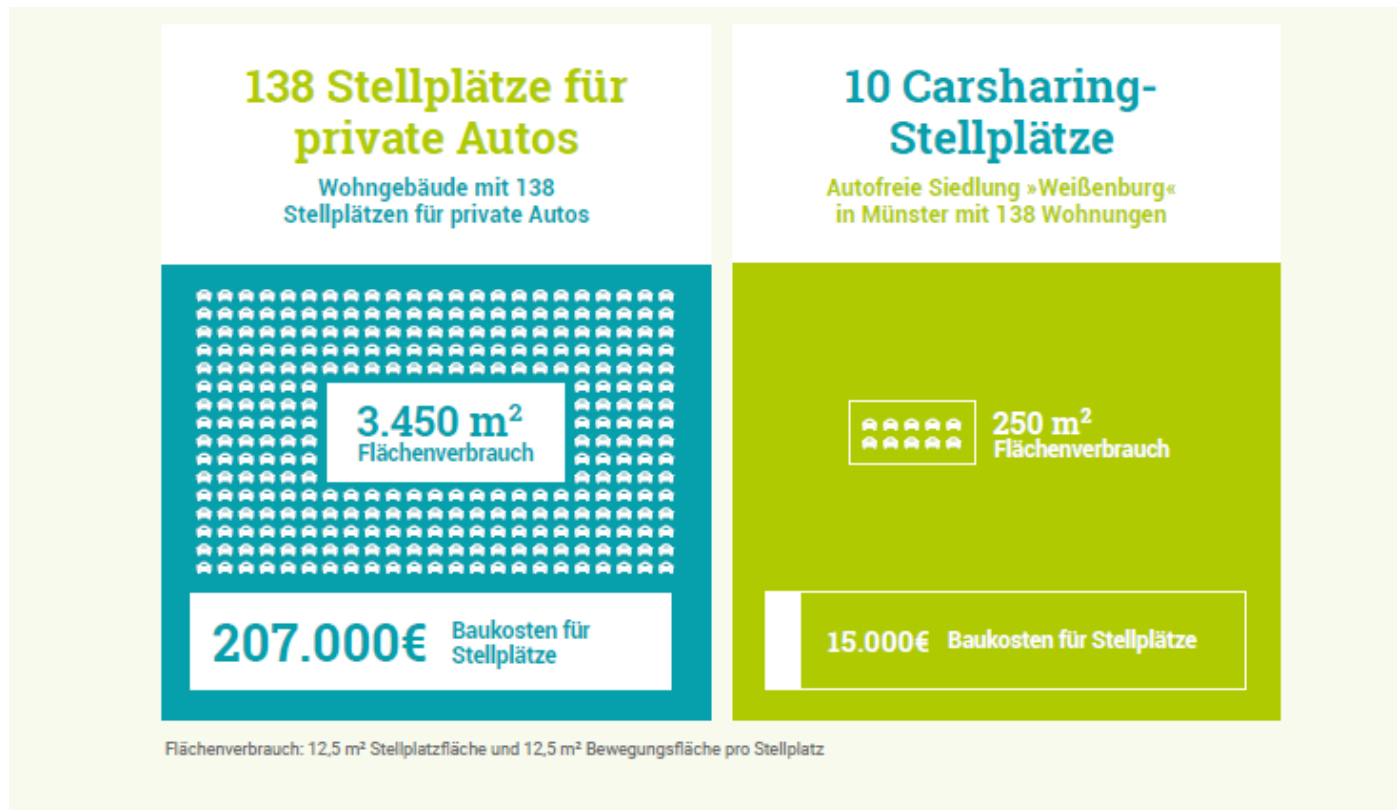 138 Stellplätze für
private Autos
Wohngebäude mit 138
Stellplätzen für private Autos
3.450 m²
Flächenverbrauch
207.000€
Baukosten für
Stellplätze
10 Carsharing-
Stellplätze
Autofreie Siedlung »Weißenburg«
in Münster mit 138 Wohnungen
250 m²
Flächenverbrauch
15.000€ Baukosten für Stellplätze
Flächenverbrauch: 12,5 m² Stellplatzfläche und 12,5 m² Bewegungsfläche pro Stellplatz